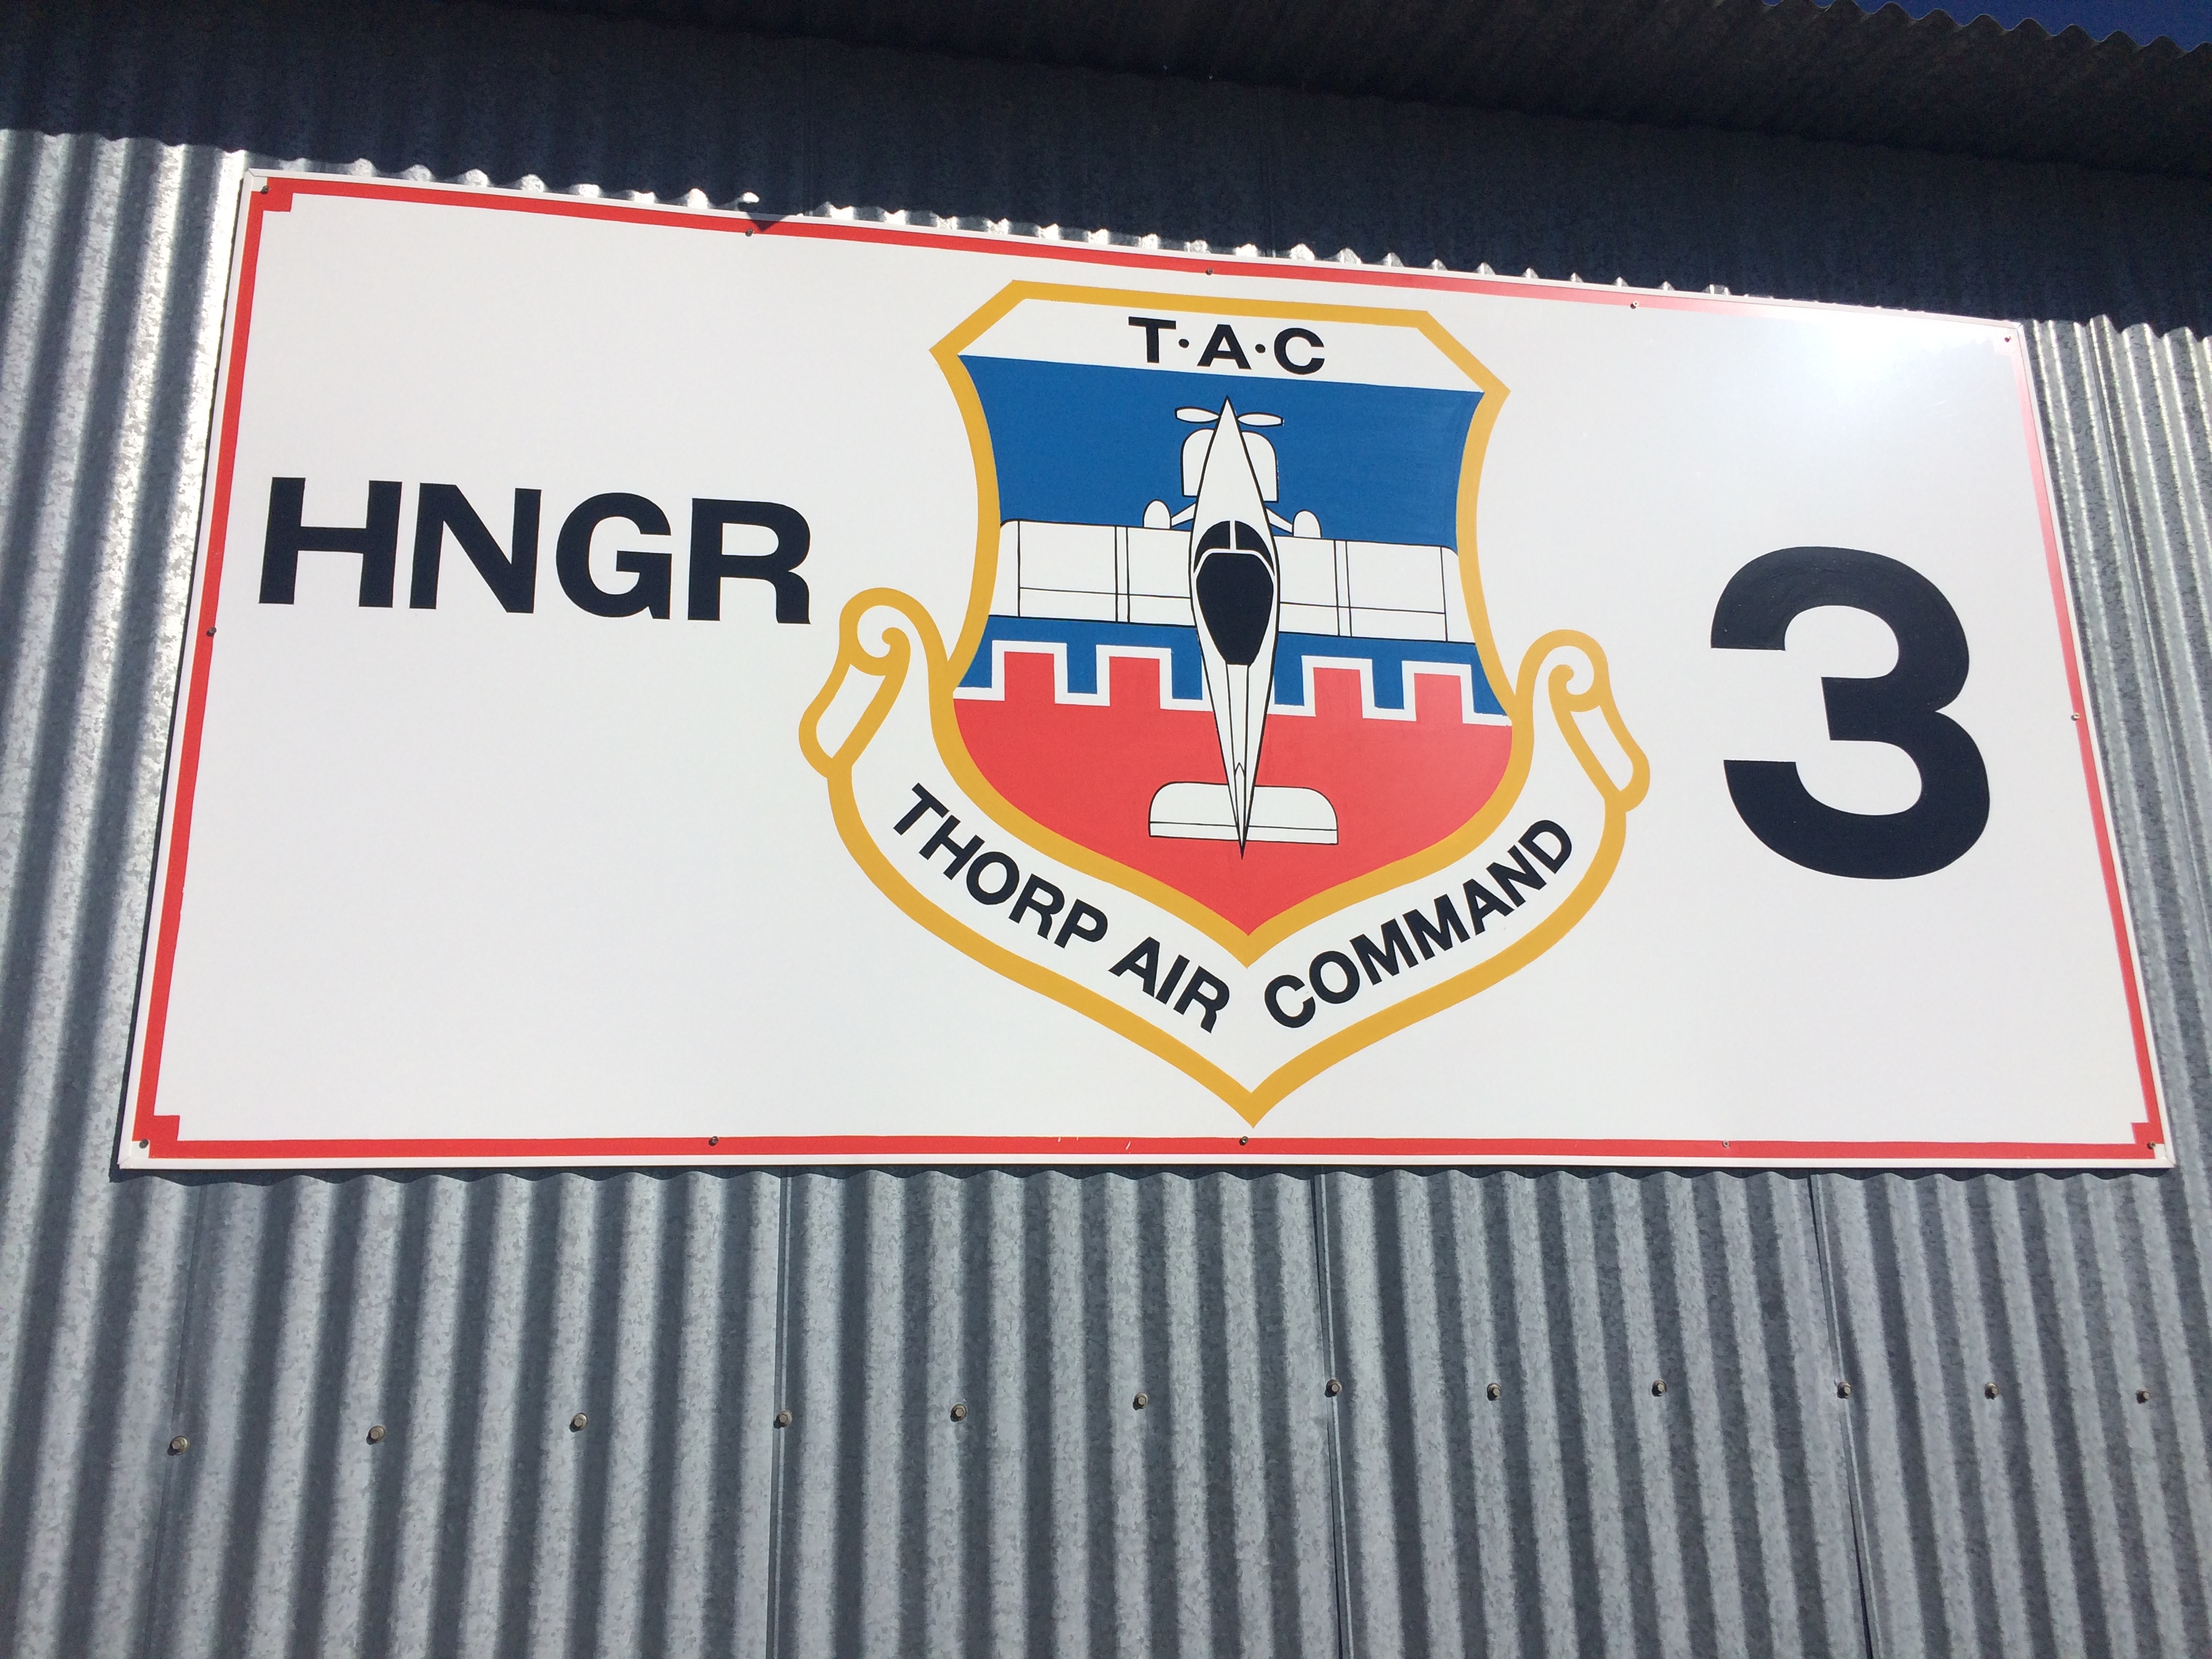 T·A·C
HNGR
3
THORP AIR COMMAND